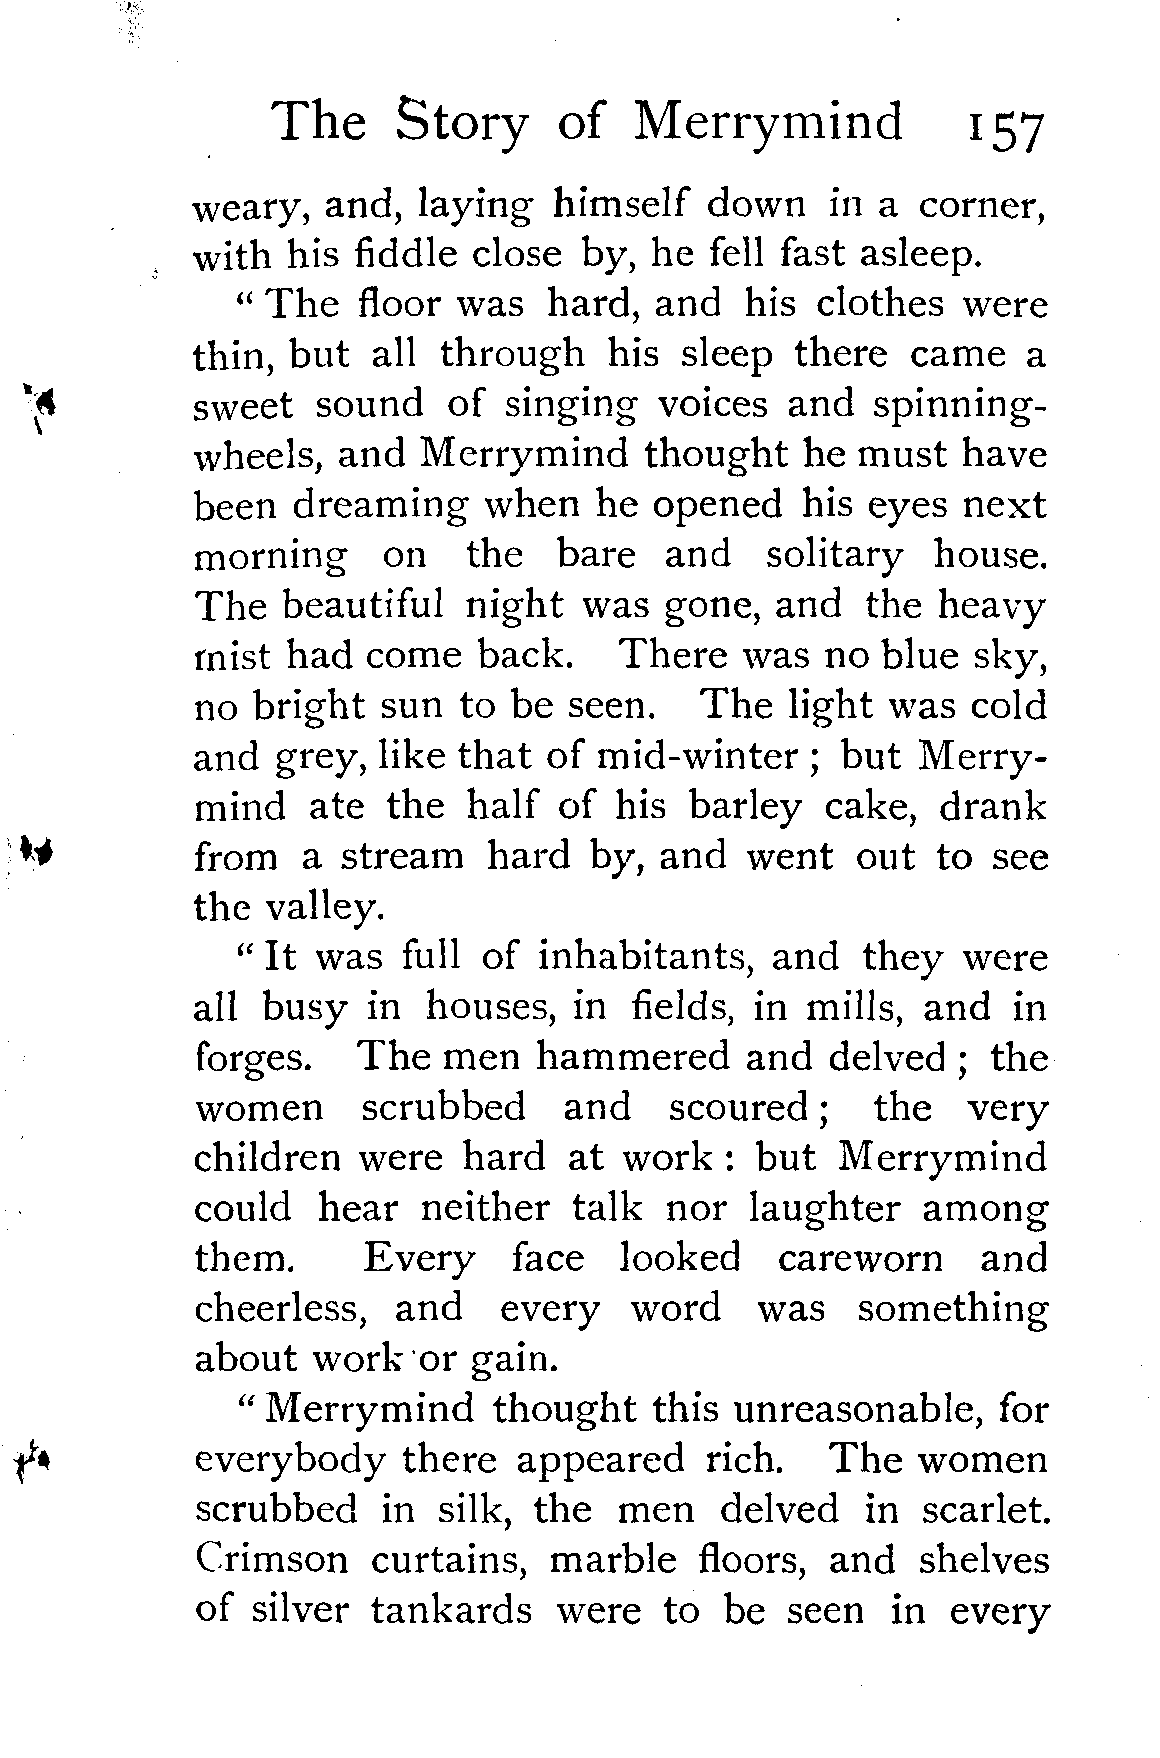 The Story of Merrymind 157
weary, and, laying himself down in a corner,
with his fiddle close by, he fell fast asleep.
" The floor was hard, and his clothes were
thin, but all through his sleep there came a
sweet sound of singing voices and spinning-
wheels, and Merrymind thought he must have
been dreaming when he opened his eyes next
morning on the bare and solitary house.
The beautiful night was gone, and the heavy
mist had come back. There was no blue sky,
no bright sun to be seen. The light was cold
and grey, like that of mid-winter ; but Merry-
mind ate the half of his barley cake, drank
from a stream hard by, and went out to see
the valley.
" It was full of inhabitants, and they were
all busy in houses, in fields, in mills, and in
forges. The men hammered and delved ; the
women scrubbed and scoured ; the very
children were hard at work : but Merrymind
could hear neither talk nor laughter among
them. Every face looked careworn and
cheerless, and every word was something
about work or gain.
" Merrymind thought this unreasonable, for
everybody there appeared rich. The women
scrubbed in silk, the men delved in scarlet.
Crimson curtains, marble floors, and shelves
of silver tankards were to be seen in every